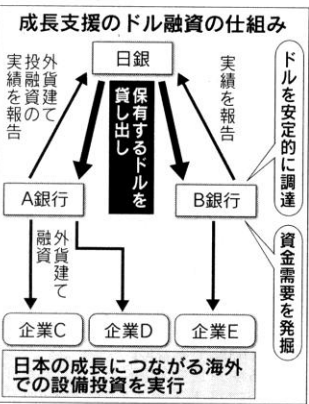 成長支援のドル融資の仕組み
日銀
外貨建て
投融資の
実績を報告
保有するドルを
貸し出し
実績を報告
ドルを安定的に調達
A銀行
B銀行
外貨建て
融資
資金需要を発掘
企業C
企業D
企業E
日本の成長につながる海外
での設備投資を実行